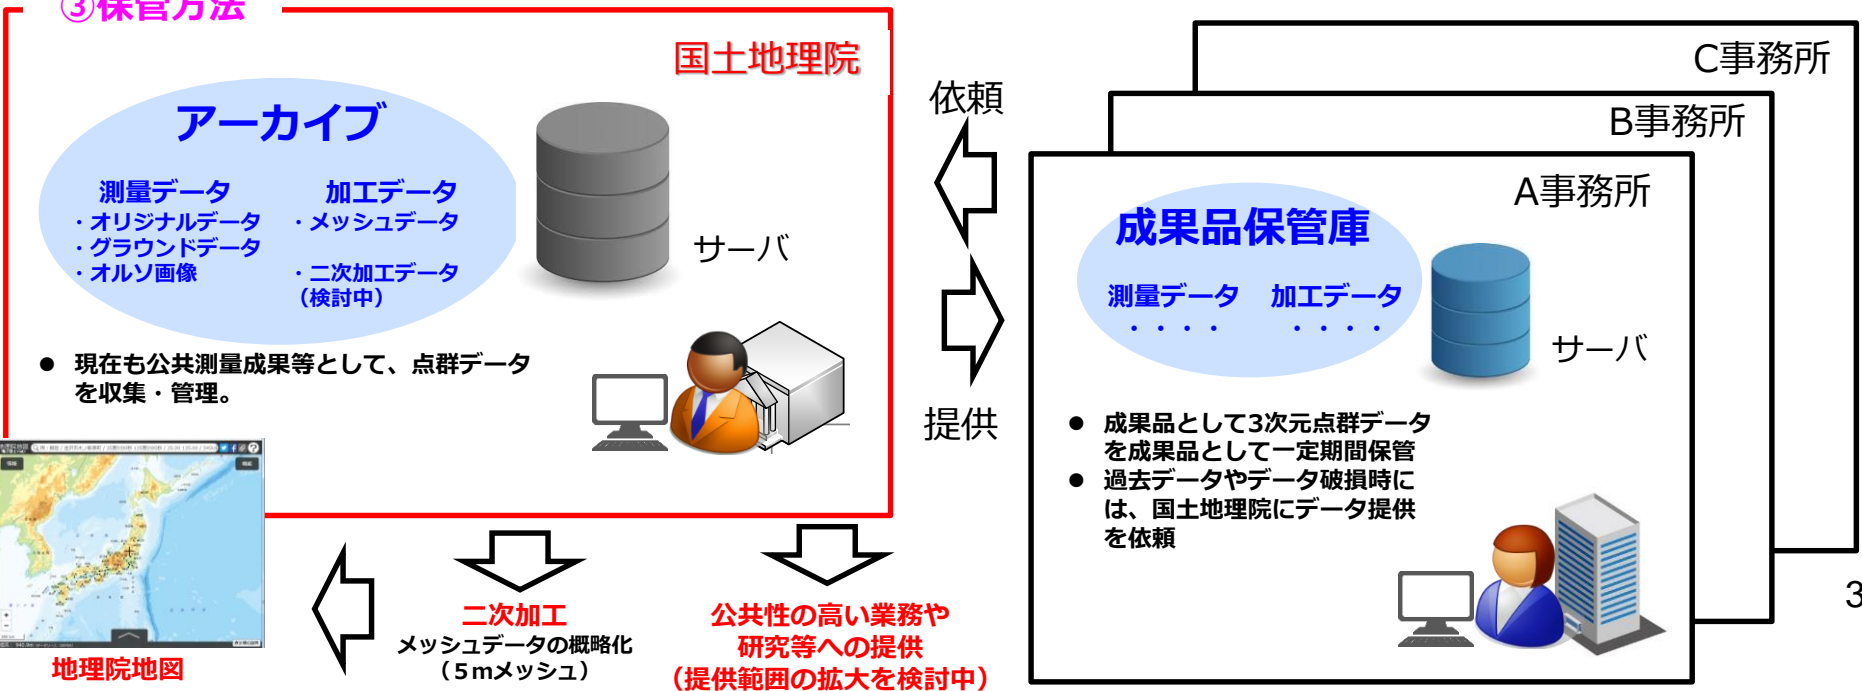 ③保管方法
国土地理院
アーカイブ
測量データ
・オリジナルデータ
・グラウンドデータ
・オルソ画像
加工データ
・メッシュデータ
・二次加工データ
（検討中）
サーバ
● 現在も公共測量成果等として、点群データ
を収集・管理。
地理院地図
二次加工
メッシュデータの概略化
（５ｍメッシュ）
公共性の高い業務や
研究等への提供
（提供範囲の拡大を検討中）
依頼
提供
C事務所
B事務所
A事務所
成果品保管庫
測量データ 加工データ
・・・・ ・・・・
サーバ
● 成果品として3次元点群データ
を成果品として一定期間保管
● 過去データやデータ破損時に
は、国土地理院にデータ提供
を依頼
3